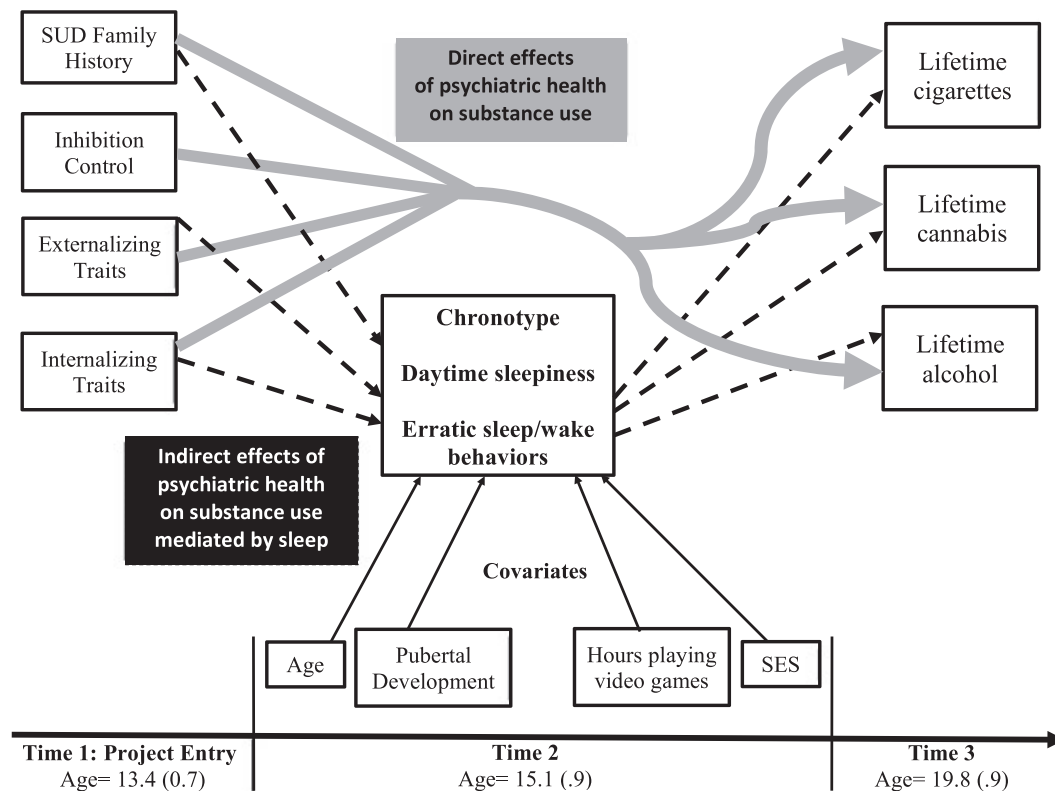 SUD Family
History
Inhibition
Control
Externalizing
Traits
Internalizing
Traits
Direct effects
of psychiatric health
on substance use
Lifetime
cigarettes
Lifetime
cannabis
Lifetime
alcohol
Chronotype
Daytime sleepiness
Erratic sleep/wake
behaviors
Indirect effects of
psychiatric health
on substance use
mediated by sleep
Covariates
Age
Pubertal
Development
Hours playing
video games
SES
Time 1: Project Entry
Age= 13.4 (0.7)
Time 2
Age= 15.1 (.9)
Time 3
Age= 19.8 (.9)